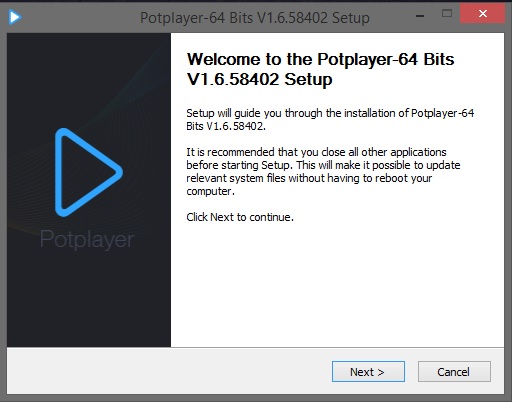 Potplayer-64 Bits V1.6.58402 Setup
Welcome to the Potplayer-64 Bits
V1.6.58402 Setup
Setup will guide you through the installation of Potplayer-64
Bits V1.6.58402.
It is recommended that you close all other applications
before starting Setup. This will make it possible to update
relevant system files without having to reboot your
computer.
Click Next to continue.
Potplayer
Next >
Cancel